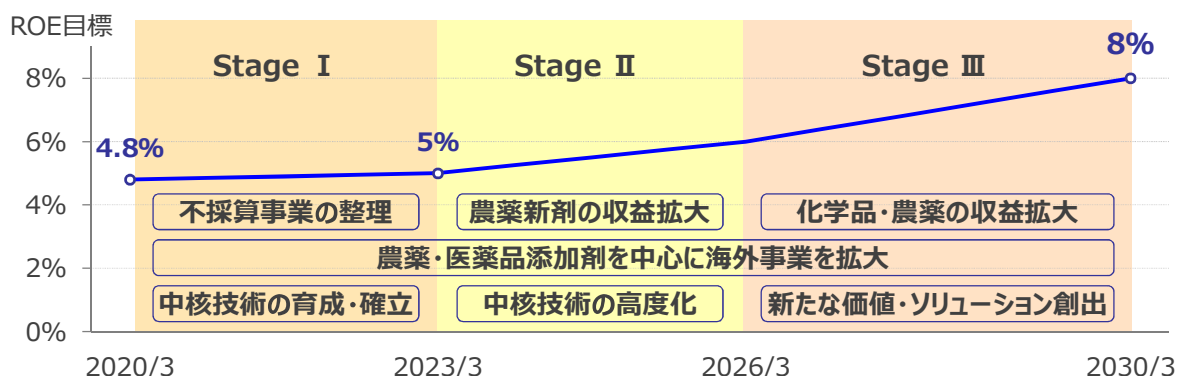 ROE目標
Stage Ⅰ
Stage Ⅱ
Stage Ⅲ
8%
8%
6%
4.8%
5%
4%
不採算事業の整理
農薬新剤の収益拡大
化学品・農薬の収益拡大
農薬・医薬品添加剤を中心に海外事業を拡大
2%
中核技術の育成・確立
中核技術の高度化
新たな価値・ソリューション創出
0%
2020/3
2023/3
2026/3
2030/3